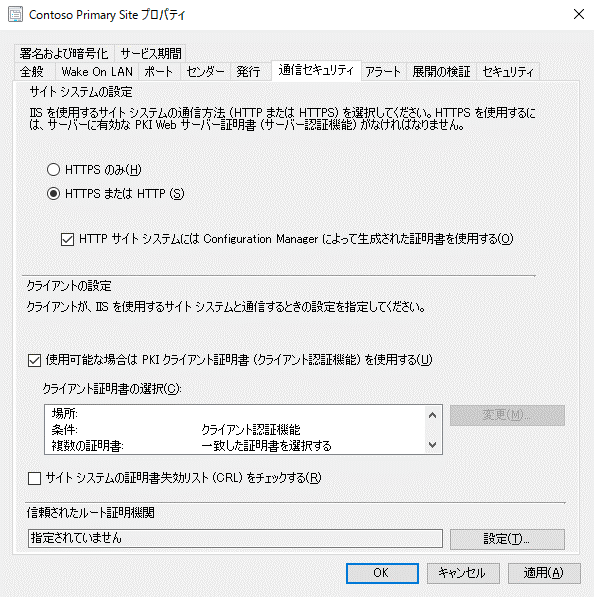 Contoso Primary Site プロパティ
署名および暗号化 サービス期間
全般 Wake On LAN ポート センダー 発行 通信セキュリティ アラート 展開の検証 セキュリティ
サイト システムの設定
IIS を使用するサイト システムの通信方法 (HTTP または HTTPS) を選択してください。HTTPS を使用するに
は、サーバーに有効な PKI Web サーバー証明書 (サーバー認証機能) がなければなりません。
HTTPS のみ(H)
HTTPS または HTTP (S)
HTTP サイト システムには Configuration Manager によって生成された証明書を使用する(O)
クライアントの設定
クライアントが、IIS を使用するサイト システムと通信するときの設定を指定してください。
使用可能な場合は PKI クライアント証明書 (クライアント認証機能) を使用する(U)
クライアント証明書の選択(C):
場所:
条件: クライアント認証機能
複数の証明書: 一致した証明書を選択する
変更(M)...
サイト システムの証明書失効リスト (CRL) をチェックする(R)
信頼されたルート証明機関
指定されていません
設定(T)...
OK キャンセル 適用(A)